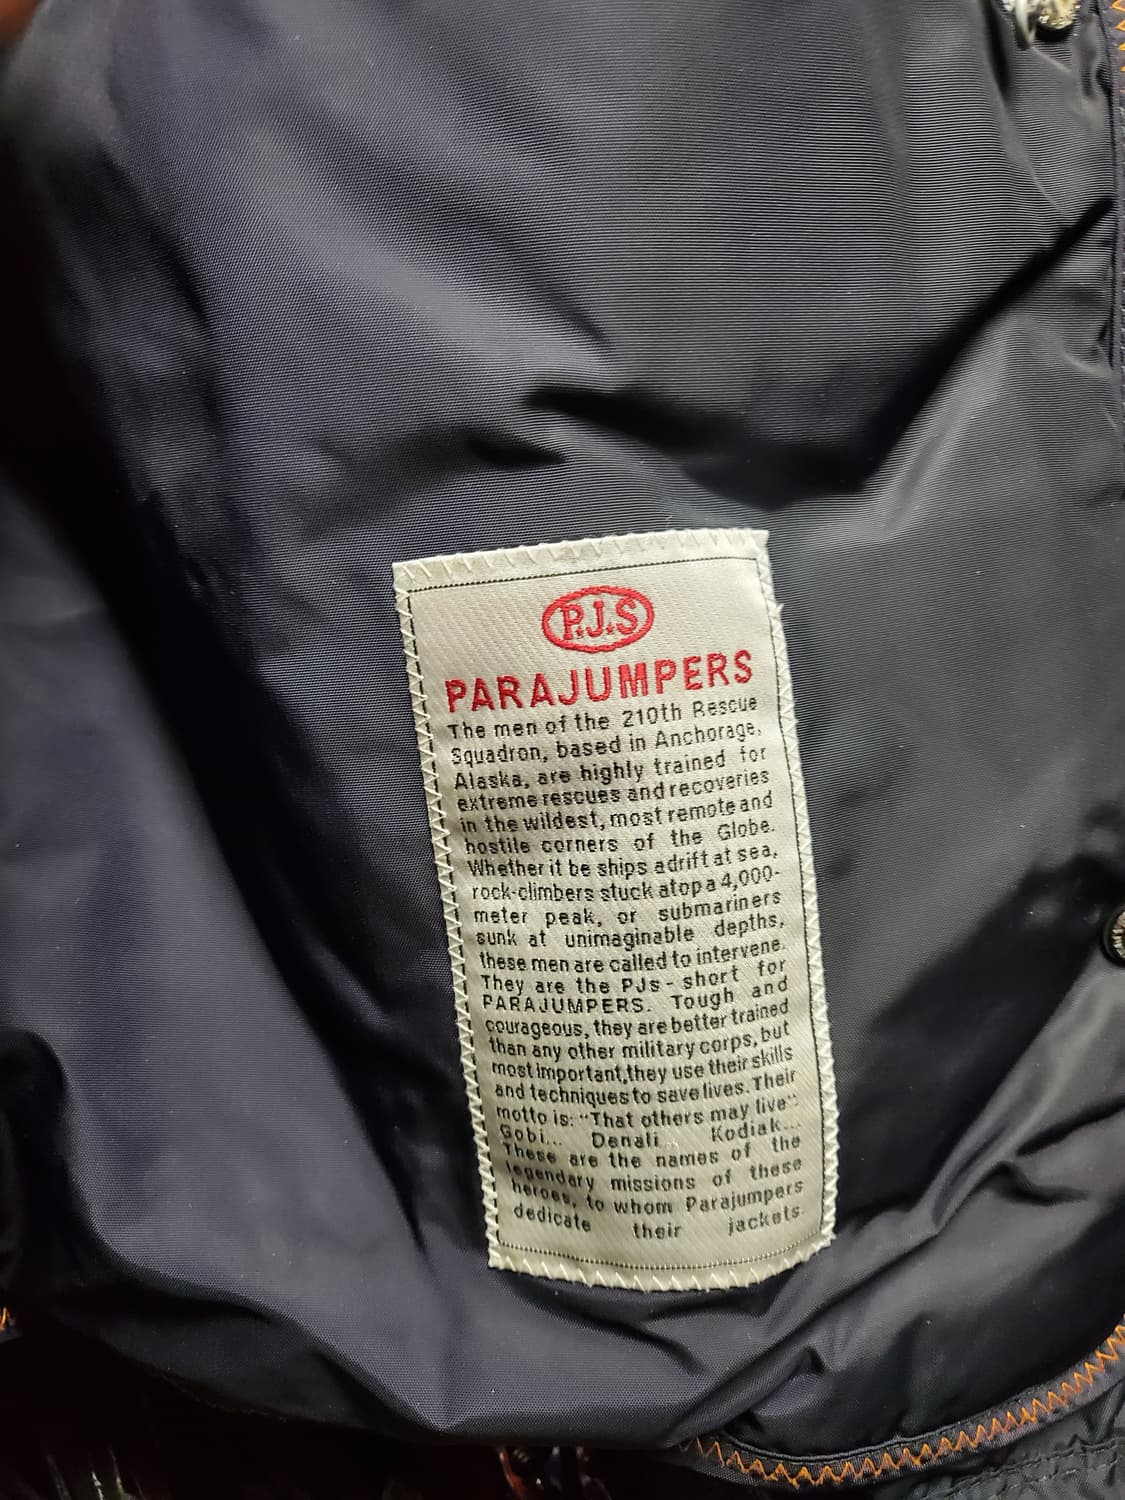 P.J.S
PARAJUMPERS
The men of the 210th Rescue
Squadron, based in Anchorage,
Alaska, are highly trained for
extreme rescues and recoveries
in the wildest, most remote and
hostile corners of the Globe.
Whether it be ships adrift at sea,
rock-climbers stuck atop a 4,000-
meter peak, or submariners
sunk at unimaginable depths,
these men are called to intervene.
They are the PJs - short for
PARAJUMPERS. Tough and
courageous, they are better trained
than any other military corps, but
most important,they use their skills
and techniques to save lives. Their
motto is: "That others may live".
Gobi... Denali... Kodiak...
These are the names of the
legendary missions of these
heroes, to whom Parajumpers
dedicate their jackets.